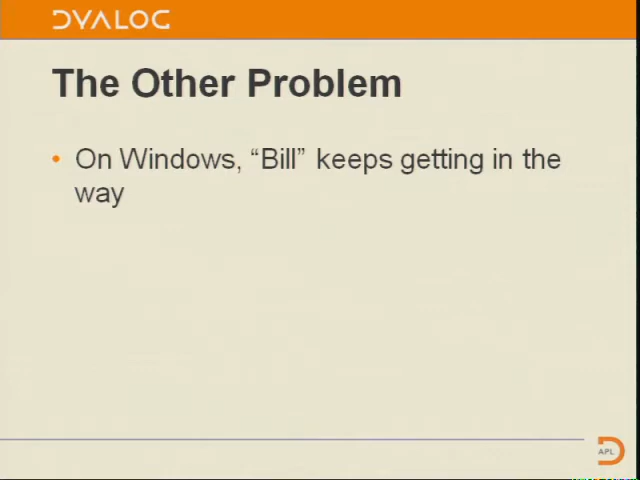 DYALOG
The Other Problem
• On Windows, “Bill” keeps getting in the
way
APL